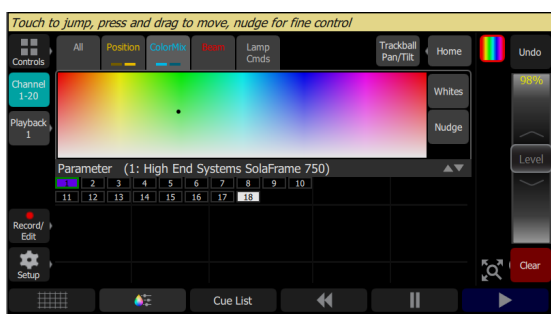 Touch to jump, press and drag to move, nudge for fine control
Controls
All
Position
ColorMix
Beam
Lamp
Cmds
Trackball
Pan/Tilt
Home
Undo
Channel
1-20
Whites
98%
Playback
1
Nudge
Level
Parameter (1: High End Systems SolaFrame 750)
2 3 4 5 6 7 8 9 10
11 12 13 14 15 16 17 18
Record/
Edit
Setup
Clear
Cue List